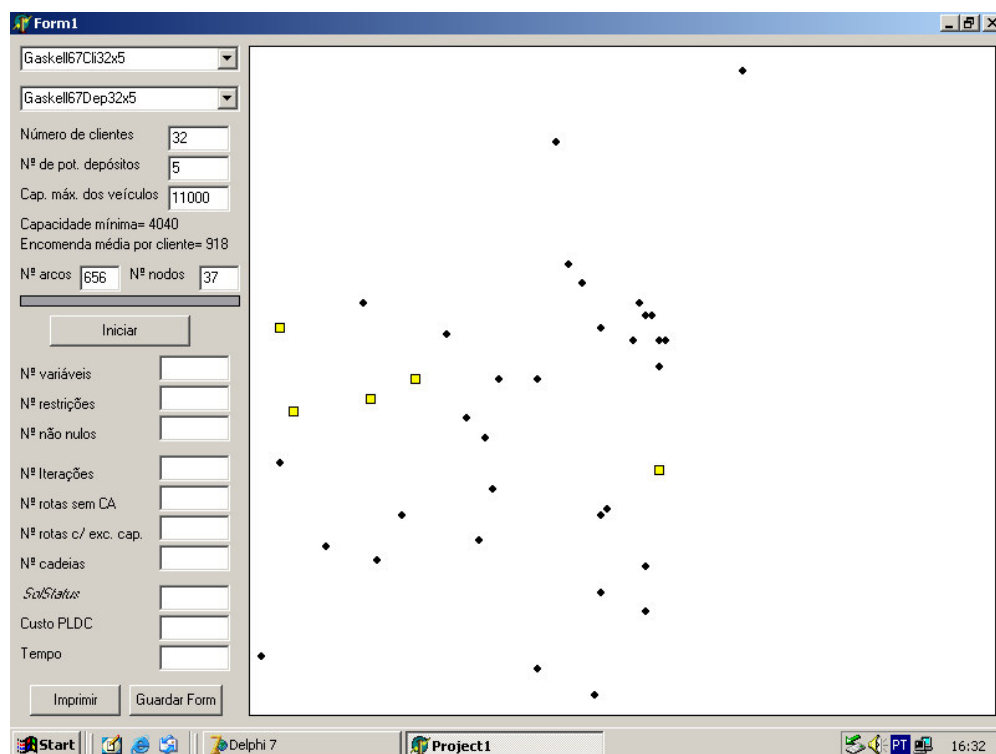 Form1
Gaskell67Cli32x5
Gaskell67Dep32x5
Número de clientes 32
Nº de pot. depósitos 5
Cap. máx. dos veículos 11000
Capacidade mínima= 4040
Encomenda média por cliente= 918
Nº arcos 656 Nº nodos 37
Iniciar
Nº variáveis
Nº restrições
Nº não nulos
Nº Iterações
Nº rotas sem CA
Nº rotas c/ exc. cap.
Nº cadeias
SolStatus
Custo PLDC
Tempo
Imprimir Guardar Form
Start Delphi 7 Project1 PT 16:32